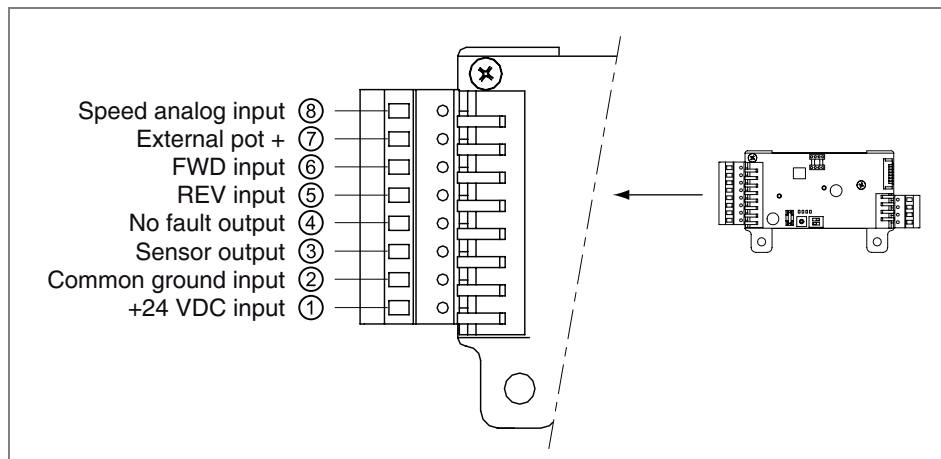 Speed analog input ⑧
External pot + ⑦
FWD input ⑥
REV input ⑤
No fault output ④
Sensor output ③
Common ground input ②
+24 VDC input ①